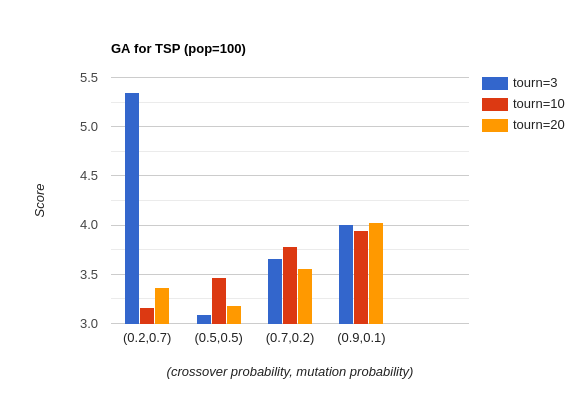 GA for TSP (pop=100)
5.5
5.0
4.5
4.0
3.5
3.0
Score
(0.2,0.7) (0.5,0.5) (0.7,0.2) (0.9,0.1)
(crossover probability, mutation probability)
tourn=3
tourn=10
tourn=20